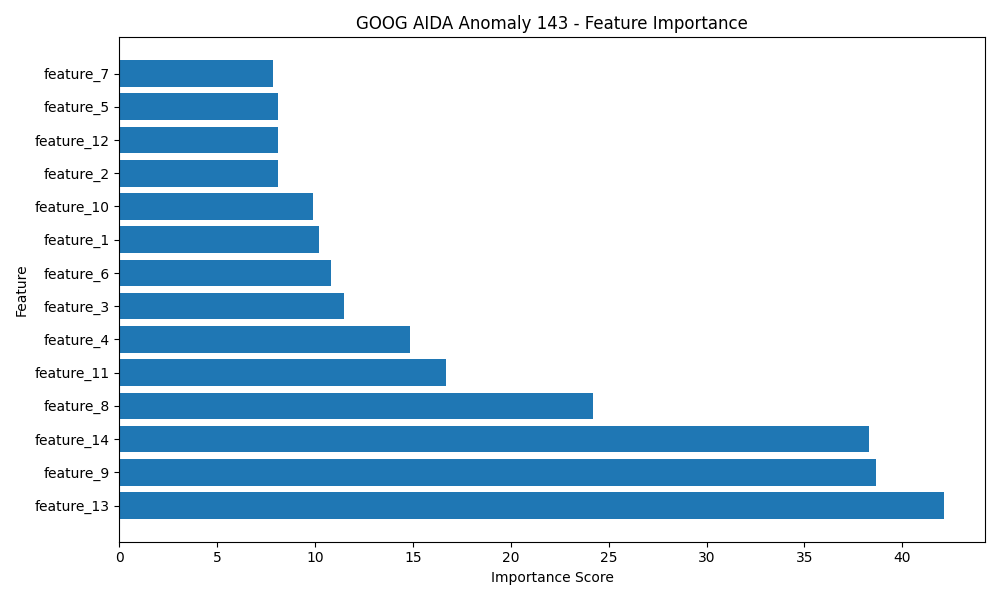 GOOG AIDA Anomaly 143 - Feature Importance
feature_7
feature_5
feature_12
feature_2
feature_10
feature_1
feature_6
feature_3
feature_4
feature_11
feature_8
feature_14
feature_9
feature_13
Feature
0 5 10 15 20 25 30 35 40
Importance Score